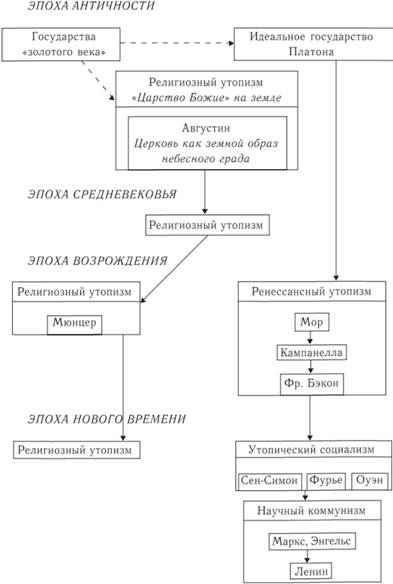 ЭПОХА АНТИЧНОСТИ
Государства
«золотого века»
Идеальное государство
Платона
Религиозный утопизм
«Царство Божие» на земле
Августин
Церковь как земной образ
небесного града
ЭПОХА СРЕДНЕВЕКОВЬЯ
Религиозный утопизм
ЭПОХА ВОЗРОЖДЕНИЯ
Религиозный утопизм
Мюнцер
Ренессансный утопизм
Мор
Кампанелла
Фр. Бэкон
ЭПОХА НОВОГО ВРЕМЕНИ
Религиозный утопизм
Утопический социализм
Сен-Симон
Фурье
Оуэн
Научный коммунизм
Маркс, Энгельс
Ленин